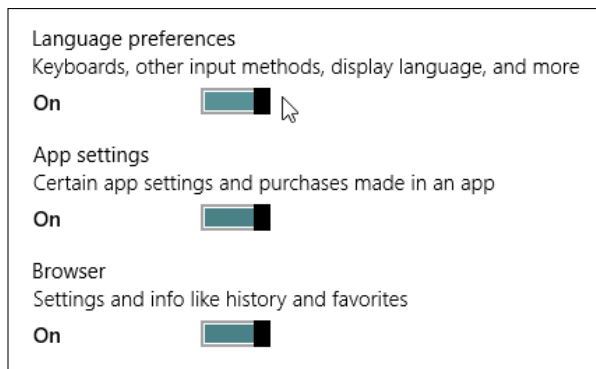 Language preferences
Keyboards, other input methods, display language, and more
On
App settings
Certain app settings and purchases made in an app
On
Browser
Settings and info like history and favorites
On